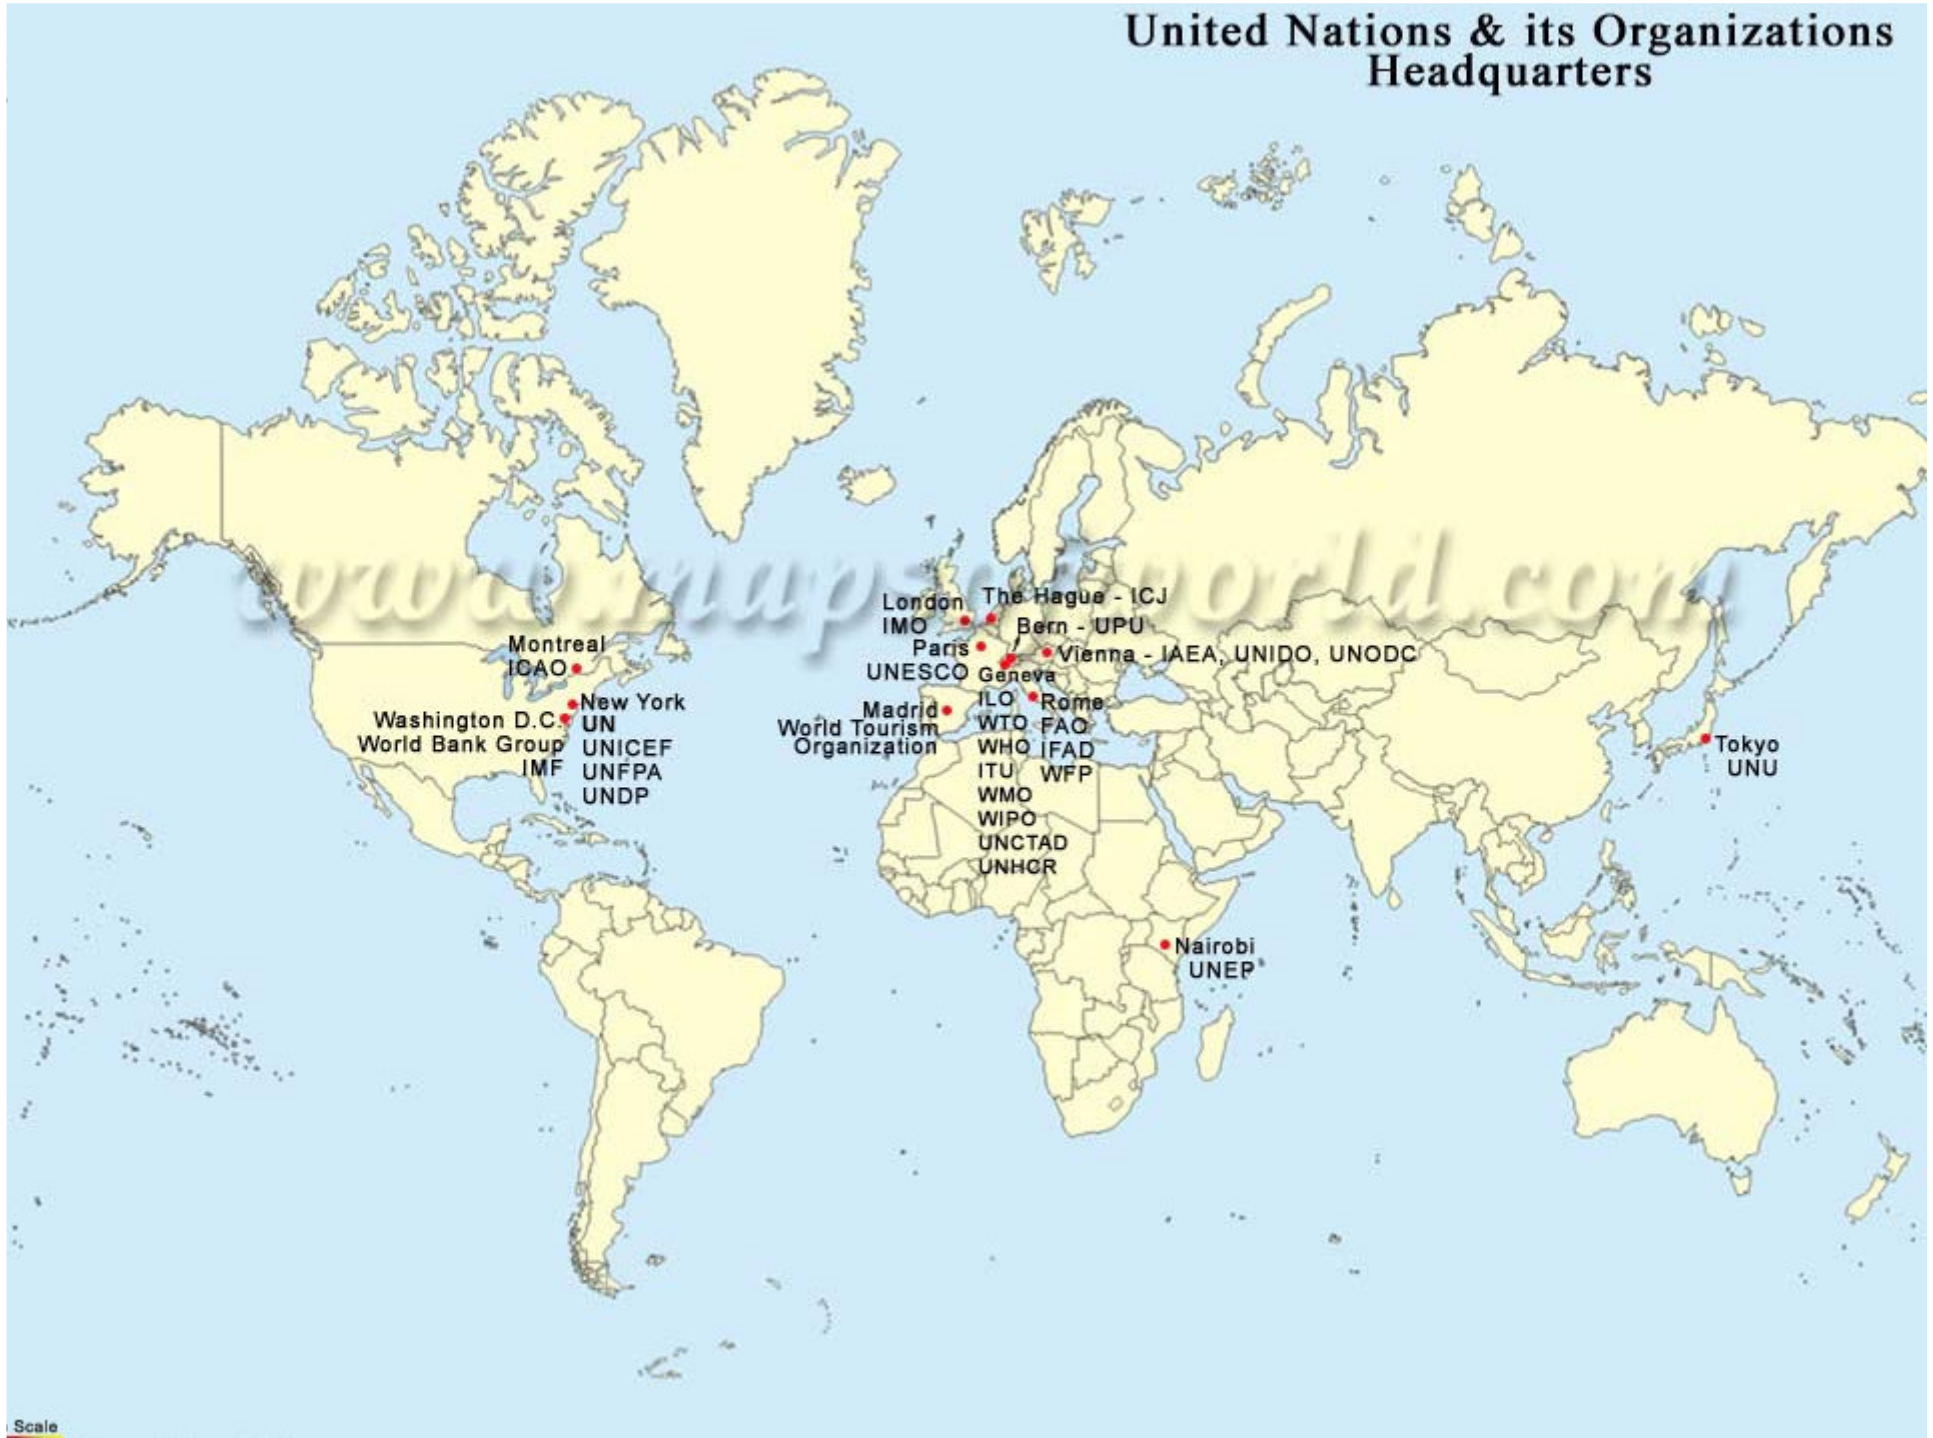 United Nations & its Organizations
Headquarters
www.mapsofworld.com
London
IMO
The Hague - ICJ
Bern - UPU
Paris
UNESCO
Vienna - IAEA, UNIDO, UNODC
Geneva
ILO
WTO
WHO
ITU
WMO
WIPO
UNCTAD
UNHCR
Rome
FAO
IFAD
WFP
Madrid
World Tourism
Organization
Montreal
ICAO
New York
UN
UNICEF
UNFPA
UNDP
Washington D.C.
World Bank Group
IMF
Tokyo
UNU
Nairobi
UNEP
Scale